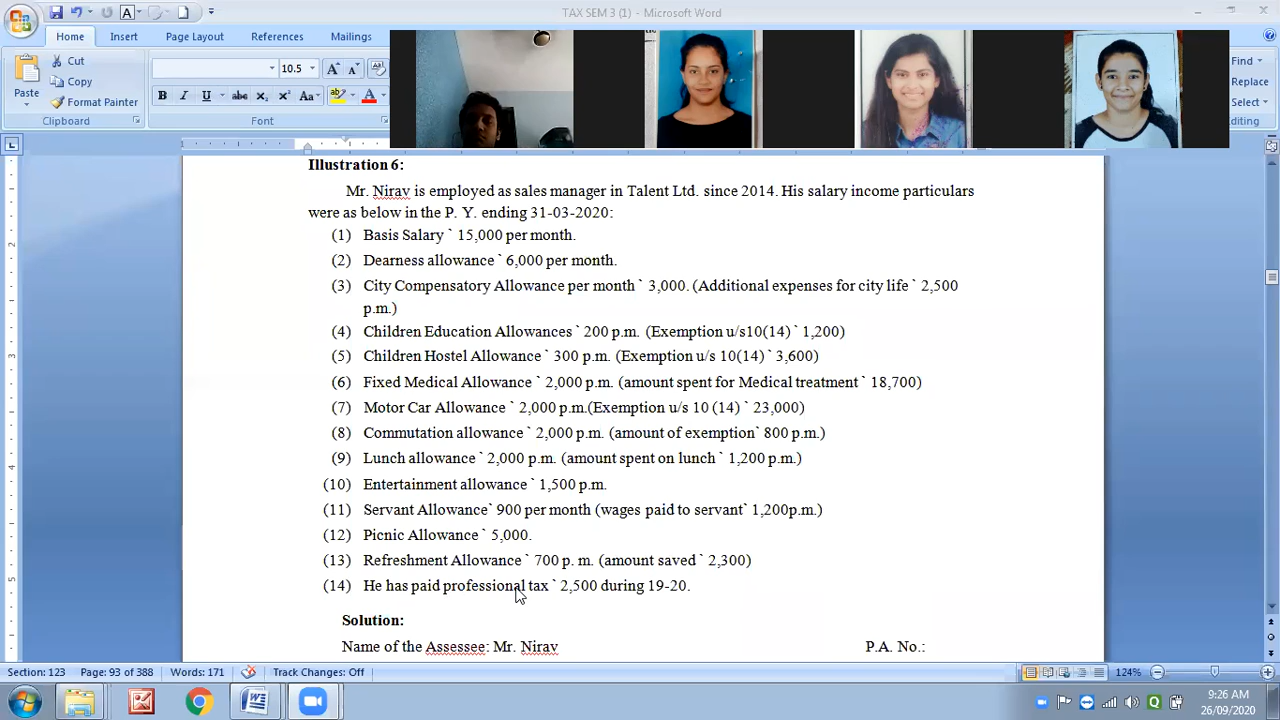 TAX SEM 3 (1) - Microsoft Word
Home Insert Page Layout References Mailings
Cut
Copy
Format Painter
Paste
Clipboard
10.5
Font
Find
Replace
Select
Editing
Illustration 6:
Mr. Nirav is employed as sales manager in Talent Ltd. since 2014. His salary income particulars
were as below in the P. Y. ending 31-03-2020:
(1) Basis Salary ` 15,000 per month.
(2) Dearness allowance ` 6,000 per month.
(3) City Compensatory Allowance per month ` 3,000. (Additional expenses for city life ` 2,500
p.m.)
(4) Children Education Allowances ` 200 p.m. (Exemption u/s10(14) ` 1,200)
(5) Children Hostel Allowance ` 300 p.m. (Exemption u/s 10(14) ` 3,600)
(6) Fixed Medical Allowance ` 2,000 p.m. (amount spent for Medical treatment ` 18,700)
(7) Motor Car Allowance ` 2,000 p.m.(Exemption u/s 10 (14) ` 23,000)
(8) Commutation allowance ` 2,000 p.m. (amount of exemption` 800 p.m.)
(9) Lunch allowance ` 2,000 p.m. (amount spent on lunch ` 1,200 p.m.)
(10) Entertainment allowance ` 1,500 p.m.
(11) Servant Allowance` 900 per month (wages paid to servant` 1,200p.m.)
(12) Picnic Allowance ` 5,000.
(13) Refreshment Allowance ` 700 p. m. (amount saved ` 2,300)
(14) He has paid professional tax ` 2,500 during 19-20.
Solution:
Name of the Assessee: Mr. Nirav P.A. No.:
Section: 123 Page: 93 of 388 Words: 171 Track Changes: Off 124%
9:26 AM
26/09/2020